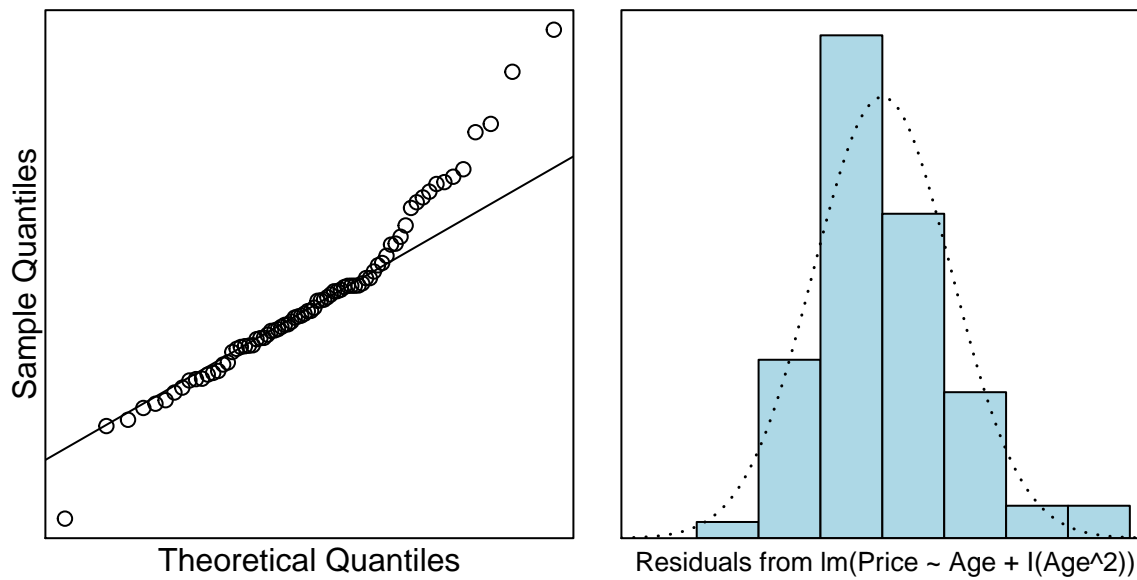 Sample Quantiles
Theoretical Quantiles
Residuals from lm(Price ~ Age + I(Age^2))